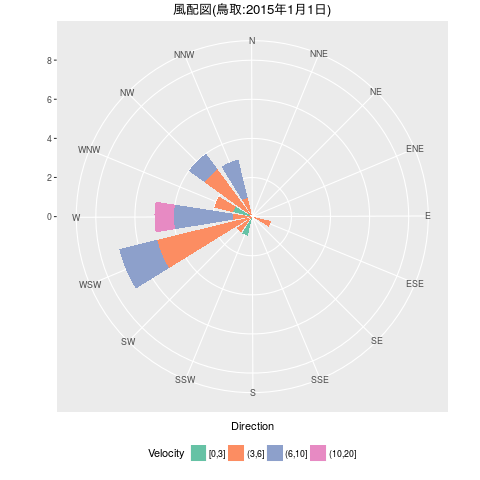 風配図(鳥取:2015年1月1日)
N
NNW
NNE
8
NW
NE
6
4
WNW
ENE
2
0
W
E
WSW
ESE
SW
SE
SSW
SSE
S
Direction
Velocity [0,3] (3,6] (6,10] (10,20]